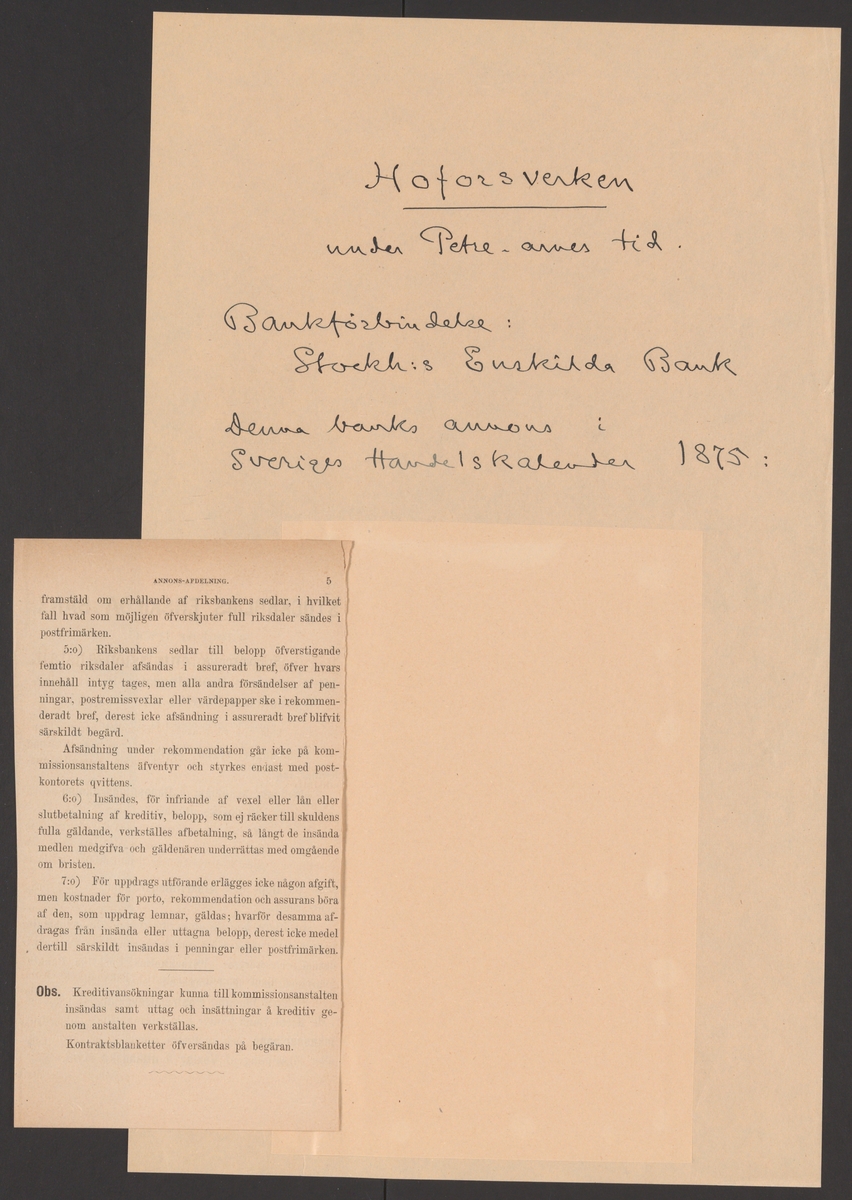 Hoforsverken
under Petre-arves tid.
Bankförbindelse:
Stockh:s Enskilda Bank
Denna banks annons i
Sveriges Handelskalender 1875:
ANNONS-AFDELNING. 5
framstäld om erhållande af riksbankens sedlar, i hvilket
fall hvad som möjligen öfverskjuter full riksdaler sändes i
postfrimärken.
5:o) Riksbankens sedlar till belopp öfverstigande
femtio riksdaler afsändas i assureradt bref, öfver hvars
innehåll intyg tages, men alla andra försändelser af pen-
ningar, postremissvexlar eller värdepapper ske i rekommen-
deradt bref, derest icke afsändning i assureradt bref blifvit
särskildt begärd.
Afsändning under rekommendation går icke på kom-
missionsanstaltens äfventyr och styrkes endast med post-
kontorets qvittens.
6:o) Insändes, för infriande af vexel eller lån eller
slutbetalning af kreditiv, belopp, som ej räcker till skuldens
fulla gäldande, verkställes afbetalning, så långt de insända
medlen medgifva och gäldenären underrättas med omgående
om bristen.
7:o) För uppdrags utförande erlägges icke någon afgift,
men kostnader för porto, rekommendation och assurans böra
af den, som uppdrag lemnar, gäldas; hvarför desamma af-
dragas från insända eller uttagna belopp, derest icke medel
dertill särskildt insändas i penningar eller postfrimärken.
Obs. Kreditivansökningar kunna till kommissionsanstalten
insändas samt uttag och insättningar å kreditiv ge-
nom anstalten verkställas.
Kontraktsblanketter öfversändas på begäran.